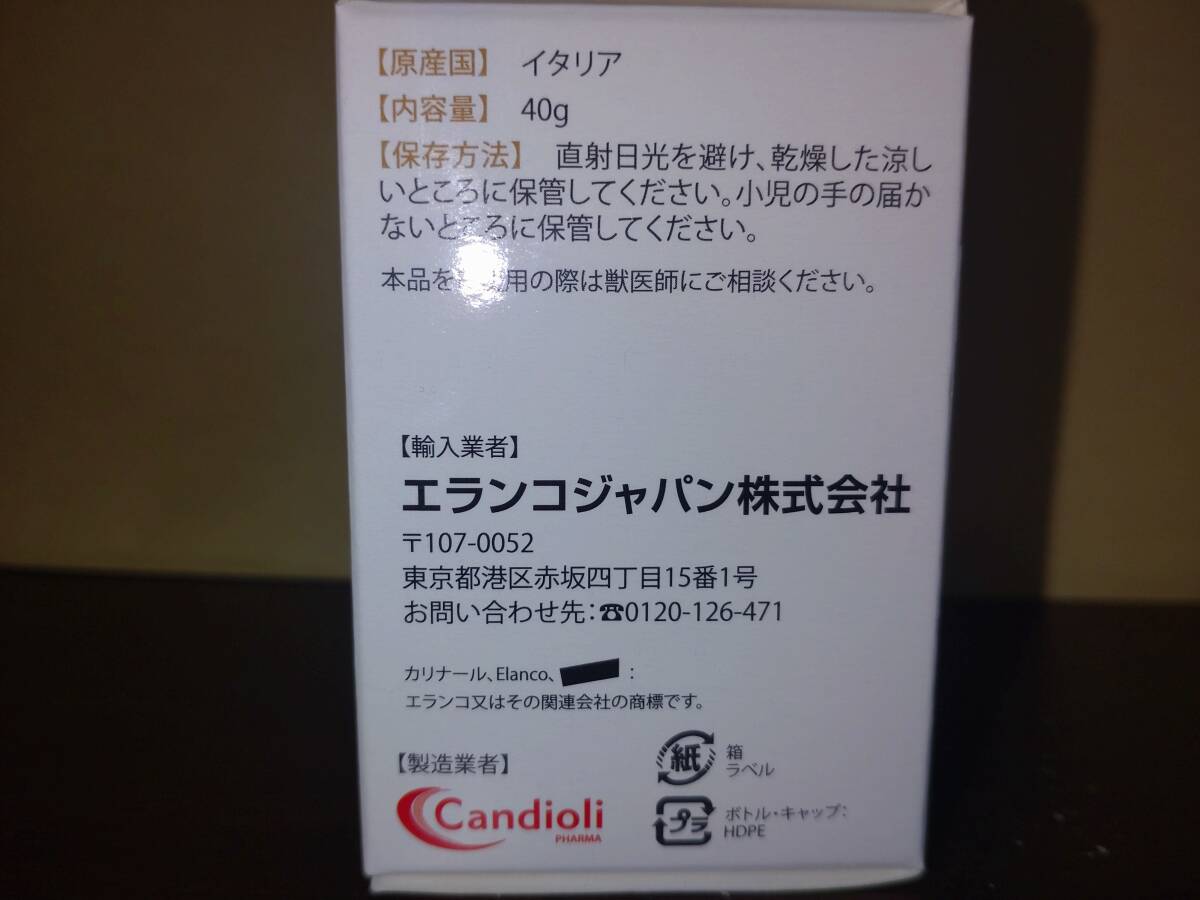 【原産国】 イタリア
【内容量】 40g
【保存方法】 直射日光を避け、乾燥した涼し
いところに保管してください。小児の手の届か
ないところに保管してください。
本品を 用の際は獣医師にご相談ください。
【輸入業者】
エランコジャパン株式会社
〒107-0052
東京都港区赤坂四丁目15番1号
お問い合わせ先：☎0120-126-471
カリナール、Elanco、 ：
エランコ又はその関連会社の商標です。
【製造業者】
Candioli
PHARMA
紙
箱
ラベル
プラ
ボトル・キャップ：
HDPE